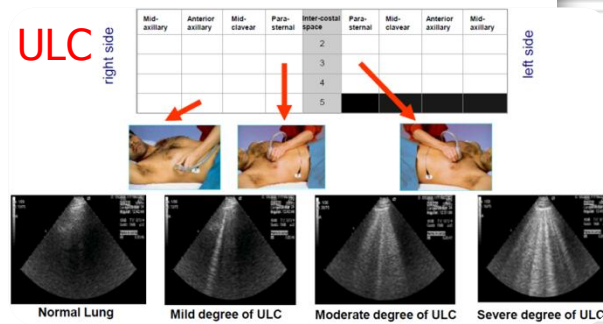 ULC
right side
Mid-
axillary
Anterior
axillary
Mid-
clavear
Para-
sternal
Inter-costal
space
Para-
sternal
Mid-
clavear
Anterior
axillary
Mid-
axillary
2
3
4
5
left side
Normal Lung
Mild degree of ULC
Moderate degree of ULC
Severe degree of ULC